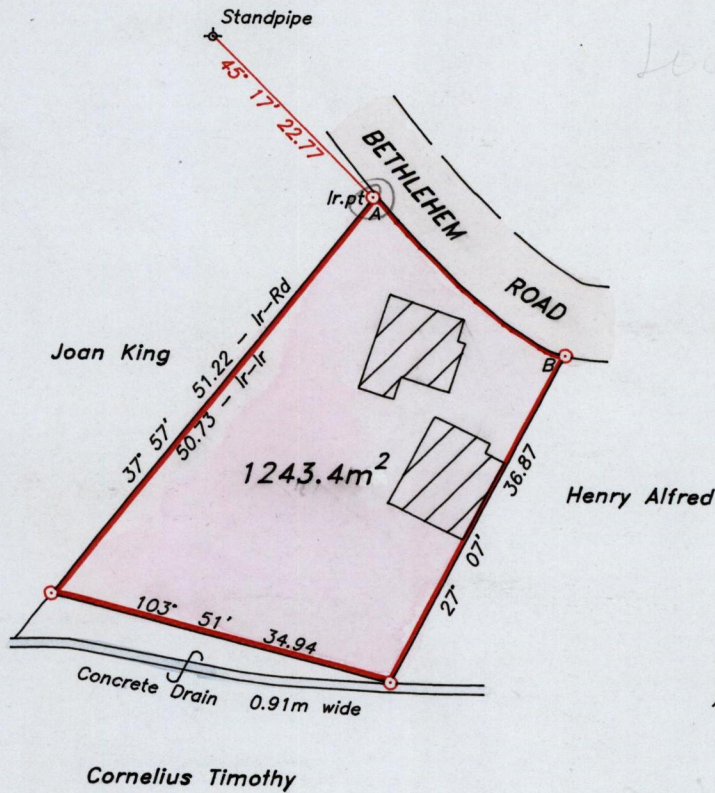 Standpipe
45° 17' 22.77
Ir.pt
A
BETHLEHEM
ROAD
B
Joan King
37° 57' 51.22 - Ir-Rd
50.73 - Ir-Ir
1243.4m²
36.87
27° 07'
Henry Alfred
103° 51' 34.94
Concrete Drain 0.91m wide
Cornelius Timothy